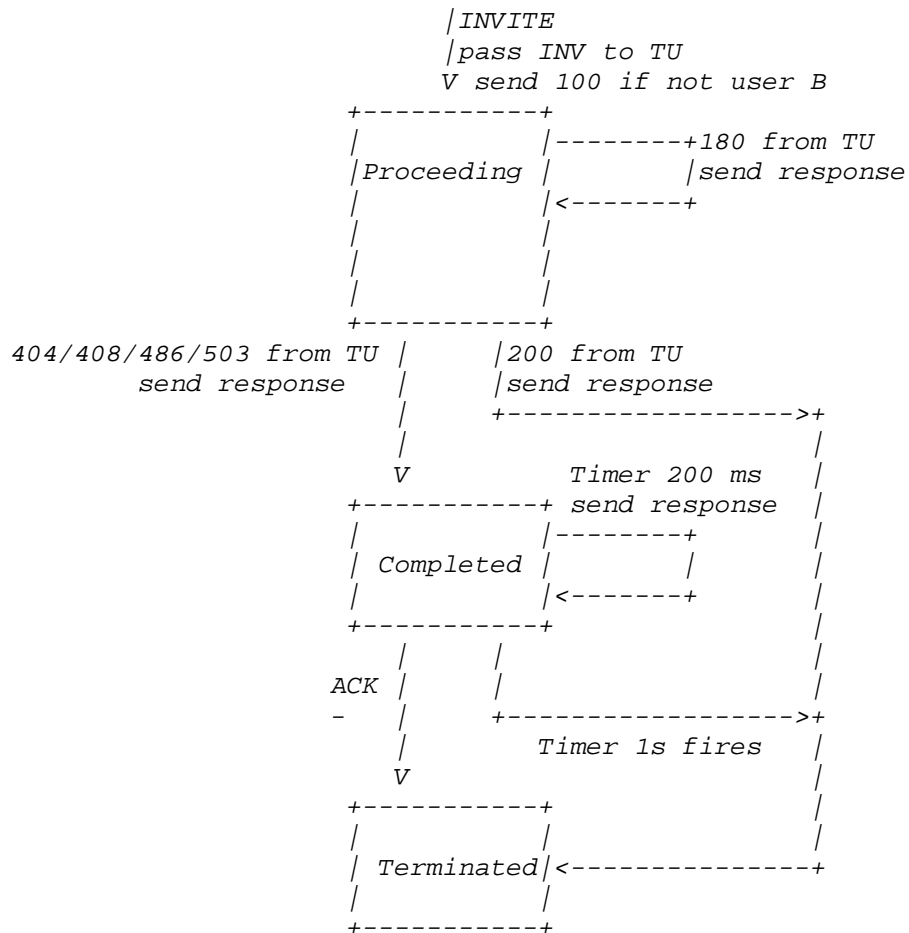 INVITE
pass INV to TU
send 100 if not user B
180 from TU
Proceeding
send response
404/408/486/503 from TU
200 from TU
send response
send response
Timer 200 ms
send response
Completed
ACK
-
Timer 1s fires
Terminated